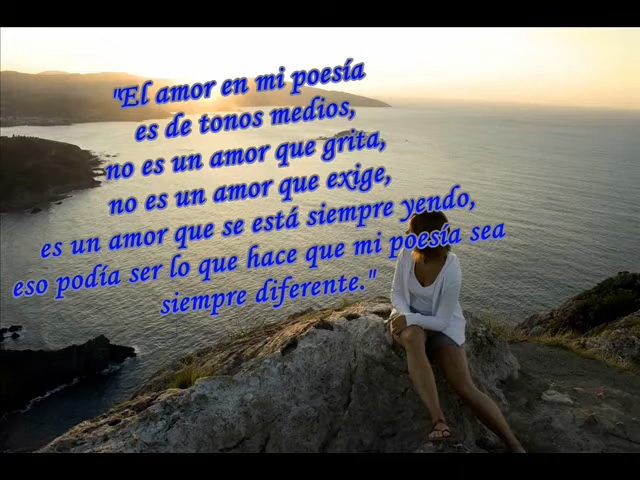 "El amor en mi poesía
es de tonos medios,
no es un amor que grita,
no es un amor que exige,
es un amor que se está siempre yendo,
eso podía ser lo que hace que mi poesía sea
siempre diferente."